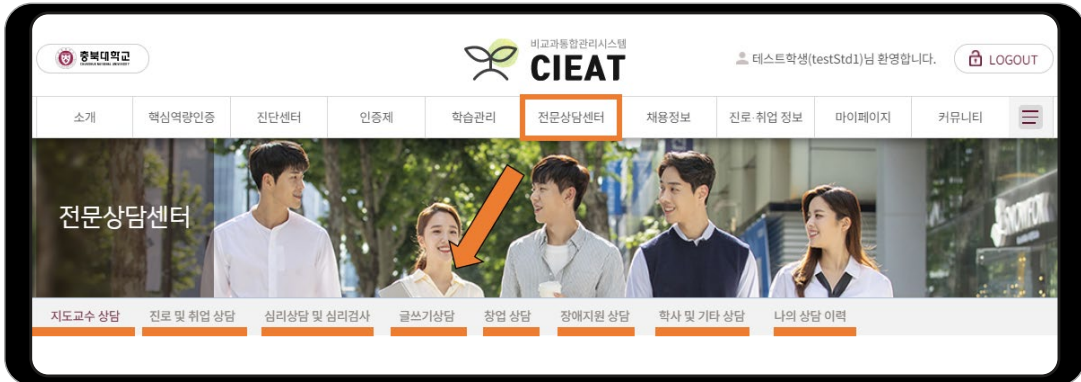 충북대학교
비교과통합관리시스템
CIEAT
테스트학생(testStd1)님 환영합니다.
LOGOUT
소개 핵심역량인증 진단센터 인증제 학습관리 전문상담센터 채용정보 진로·취업 정보 마이페이지 커뮤니티
전문상담센터
지도교수 상담 진로 및 취업 상담 심리상담 및 심리검사 글쓰기상담 창업 상담 장애지원 상담 학사 및 기타 상담 나의 상담 이력